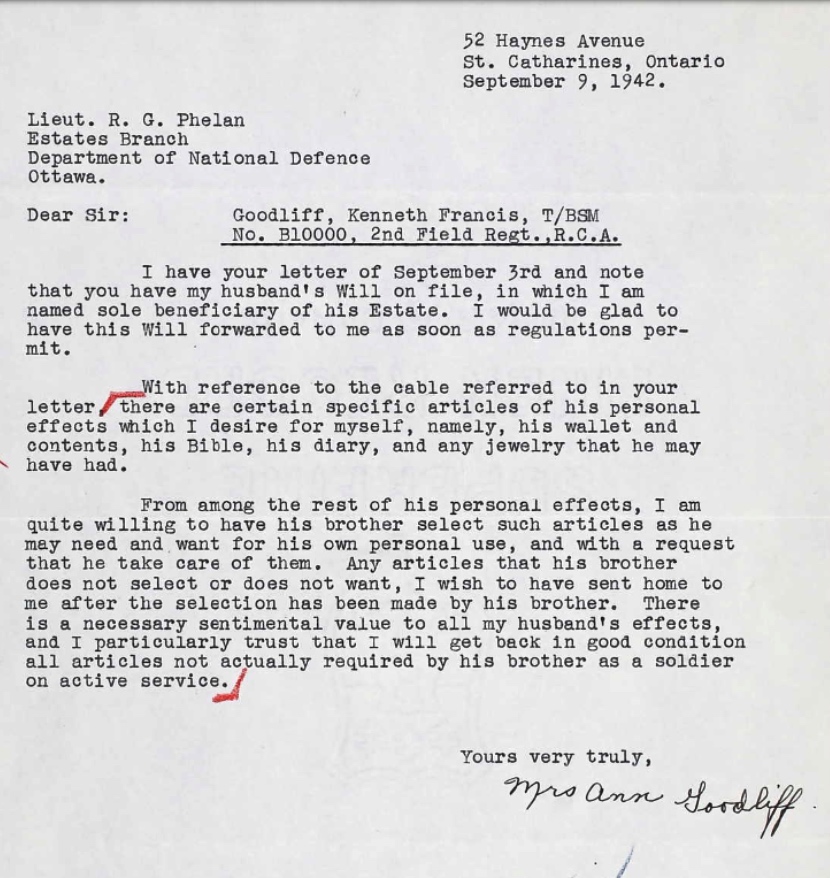 52 Haynes Avenue
St. Catharines, Ontario
September 9, 1942.
Lieut. R. G. Phelan
Estates Branch
Department of National Defence
Ottawa.
Dear Sir: Goodliff, Kenneth Francis, T/BSM
No. B10000, 2nd Field Regt.,R.C.A.
I have your letter of September 3rd and note
that you have my husband's Will on file, in which I am
named sole beneficiary of his Estate. I would be glad to
have this Will forwarded to me as soon as regulations per-
mit.
With reference to the cable referred to in your
letter, there are certain specific articles of his personal
effects which I desire for myself, namely, his wallet and
contents, his Bible, his diary, and any jewelry that he may
have had.
From among the rest of his personal effects, I am
quite willing to have his brother select such articles as he
may need and want for his own personal use, and with a request
that he take care of them. Any articles that his brother
does not select or does not want, I wish to have sent home to
me after the selection has been made by his brother. There
is a necessary sentimental value to all my husband's effects,
and I particularly trust that I will get back in good condition
all articles not actually required by his brother as a soldier
on active service.
Yours very truly,
Mrs Ann Goodliff.